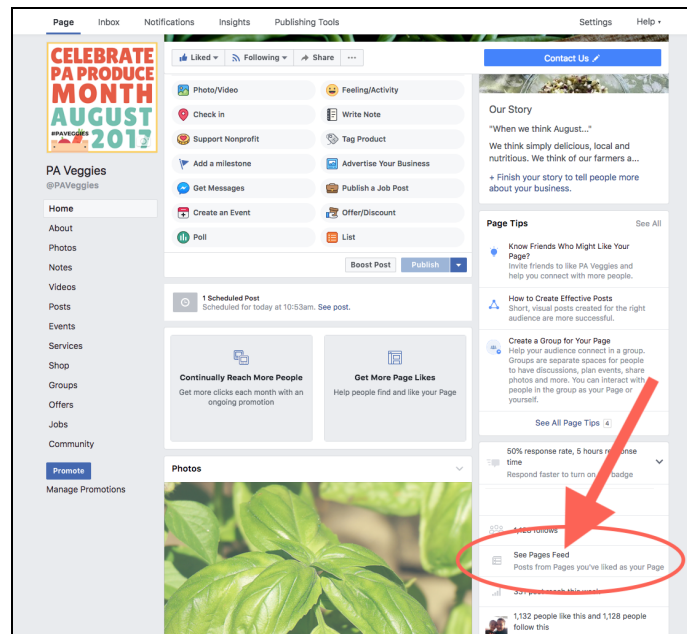 Page Inbox Notifications Insights Publishing Tools Settings Help
CELEBRATE
PA PRODUCE
MONTH
AUGUST
#PAVEGGIES 2017
PA Veggies
@PAVeggies
Home
About
Photos
Notes
Videos
Posts
Events
Services
Shop
Groups
Offers
Jobs
Community
Promote
Manage Promotions
Liked Following Share ...
Photo/Video Feeling/Activity
Check in Write Note
Support Nonprofit Tag Product
Add a milestone Advertise Your Business
Get Messages Publish a Job Post
Create an Event Offer/Discount
Poll List
Boost Post Publish
1 Scheduled Post
Scheduled for today at 10:53am. See post.
Continually Reach More People
Get more clicks each month with an
ongoing promotion
Get More Page Likes
Help people find and like your Page
Photos
Contact Us
Our Story
"When we think August..."
We think simply delicious, local and
nutritious. We think of our farmers a...
+ Finish your story to tell people more
about your business.
Page Tips See All
Know Friends Who Might Like Your
Page?
Invite friends to like PA Veggies and
help you connect with more people.
How to Create Effective Posts
Short, visual posts created for the right
audience are more successful.
Create a Group for Your Page
Help your audience connect in a group.
Groups are separate spaces for people
to have discussions, plan events, share
photos and more. You can interact with
people in the group as your Page or
yourself.
See All Page Tips 4
50% response rate, 5 hours response
time
Respond faster to turn on badge
follows
See Pages Feed
Posts from Pages you've liked as your Page
post reach this week
1,132 people like this and 1,128 people
follow this